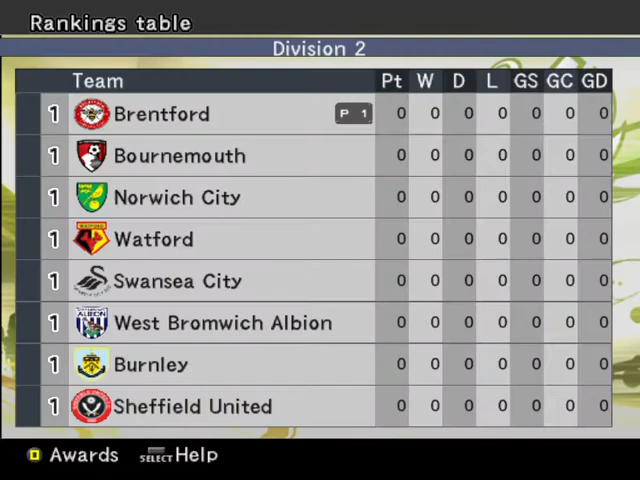 Rankings table
Division 2
Team Pt W D L GS GC GD
1 Brentford P 1 0 0 0 0 0 0 0
1 Bournemouth 0 0 0 0 0 0 0
1 Norwich City 0 0 0 0 0 0 0
1 Watford 0 0 0 0 0 0 0
1 Swansea City 0 0 0 0 0 0 0
1 ALBION West Bromwich Albion 0 0 0 0 0 0 0
1 Burnley 0 0 0 0 0 0 0
1 Sheffield United 0 0 0 0 0 0 0
Awards SELECT Help